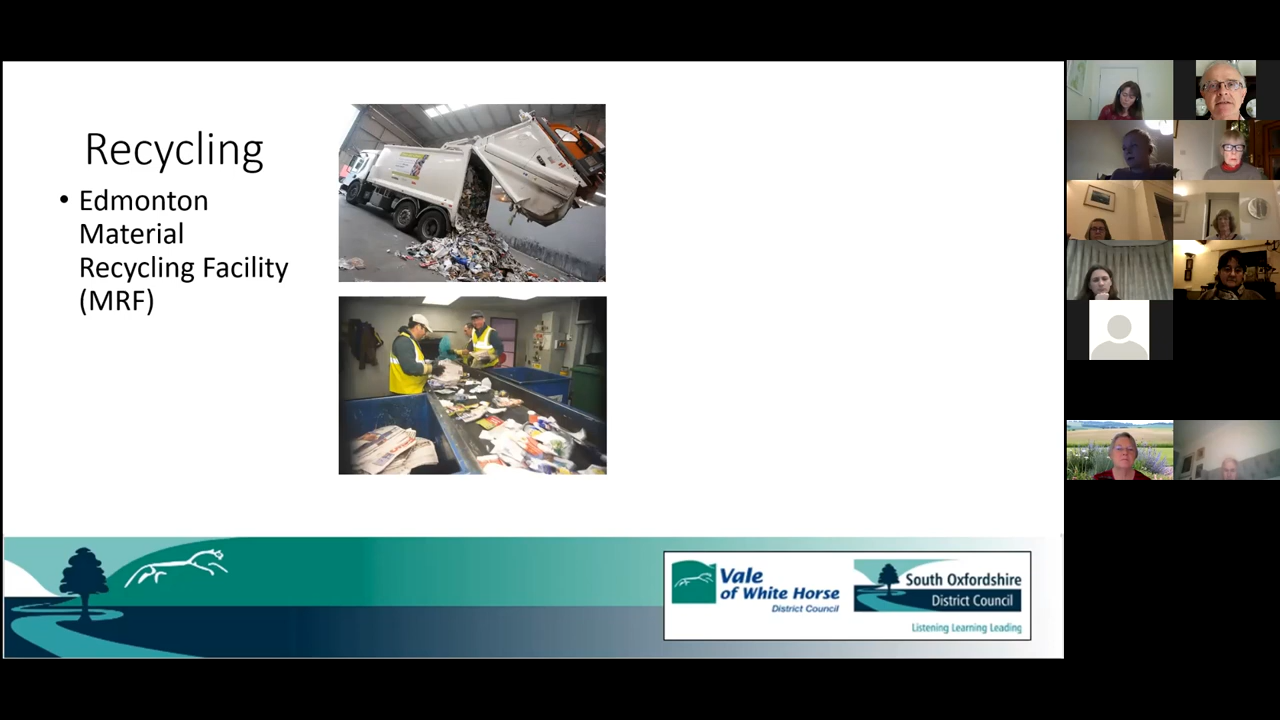 Recycling
• Edmonton
Material
Recycling Facility
(MRF)
Vale
of White Horse
District Council
South Oxfordshire
District Council
Listening Learning Leading